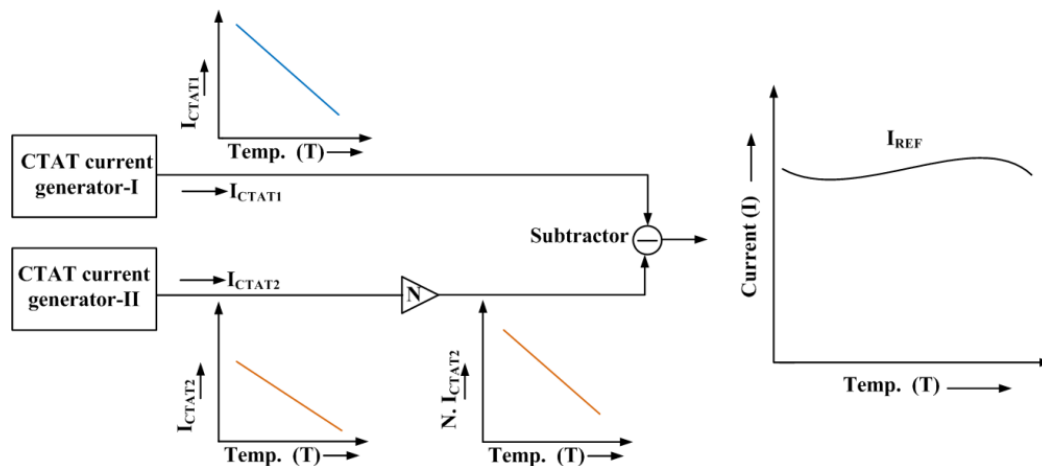 I_CTAT1
Temp. (T)
CTAT current
generator-I
I_CTAT1
Subtractor
CTAT current
generator-II
I_CTAT2
N
I_CTAT2
Temp. (T)
N. I_CTAT2
Temp. (T)
I_REF
Current (I)
Temp. (T)